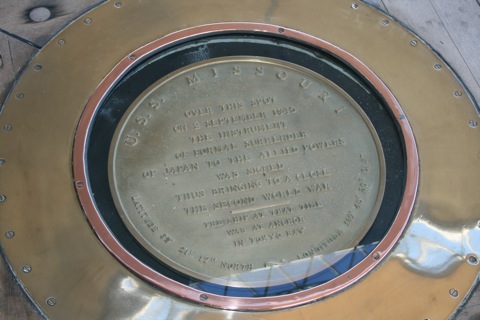 U.S.S. MISSOURI
OVER THIS SPOT
ON 2 SEPTEMBER 1945
THE INSTRUMENT
OF FORMAL SURRENDER
OF JAPAN TO THE ALLIED POWERS
WAS SIGNED
THUS BRINGING TO A CLOSE
THE SECOND WORLD WAR
THE SHIP AT THAT TIME
WAS AT ANCHOR
IN TOKYO BAY
LATITUDE 35° 21' 17" NORTH
LONGITUDE